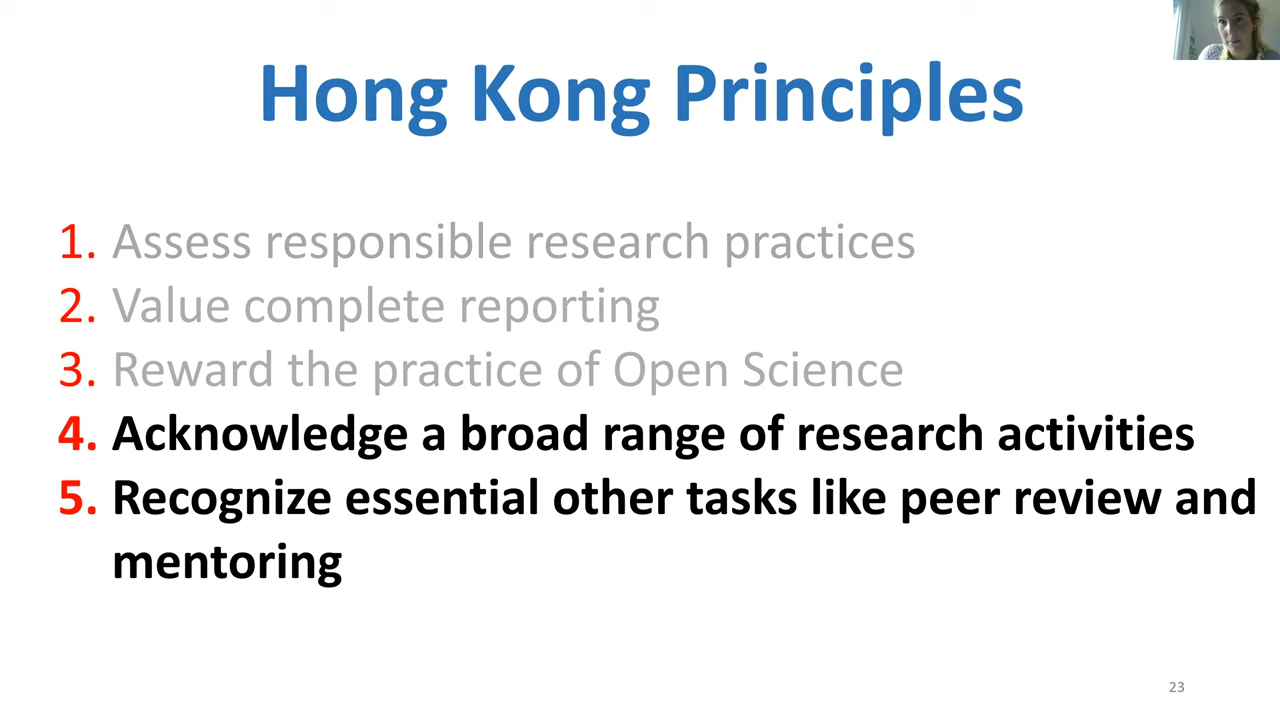 Hong Kong Principles
1. Assess responsible research practices
2. Value complete reporting
3. Reward the practice of Open Science
4. Acknowledge a broad range of research activities
5. Recognize essential other tasks like peer review and
mentoring
23